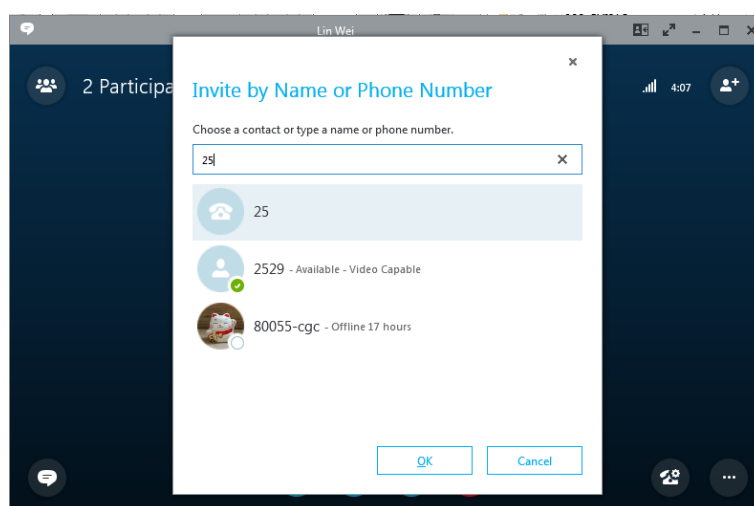 Lin Wei
2 Participa
4:07
Invite by Name or Phone Number
Choose a contact or type a name or phone number.
25
25
2529 - Available - Video Capable
80055-cgc - Offline 17 hours
OK
Cancel